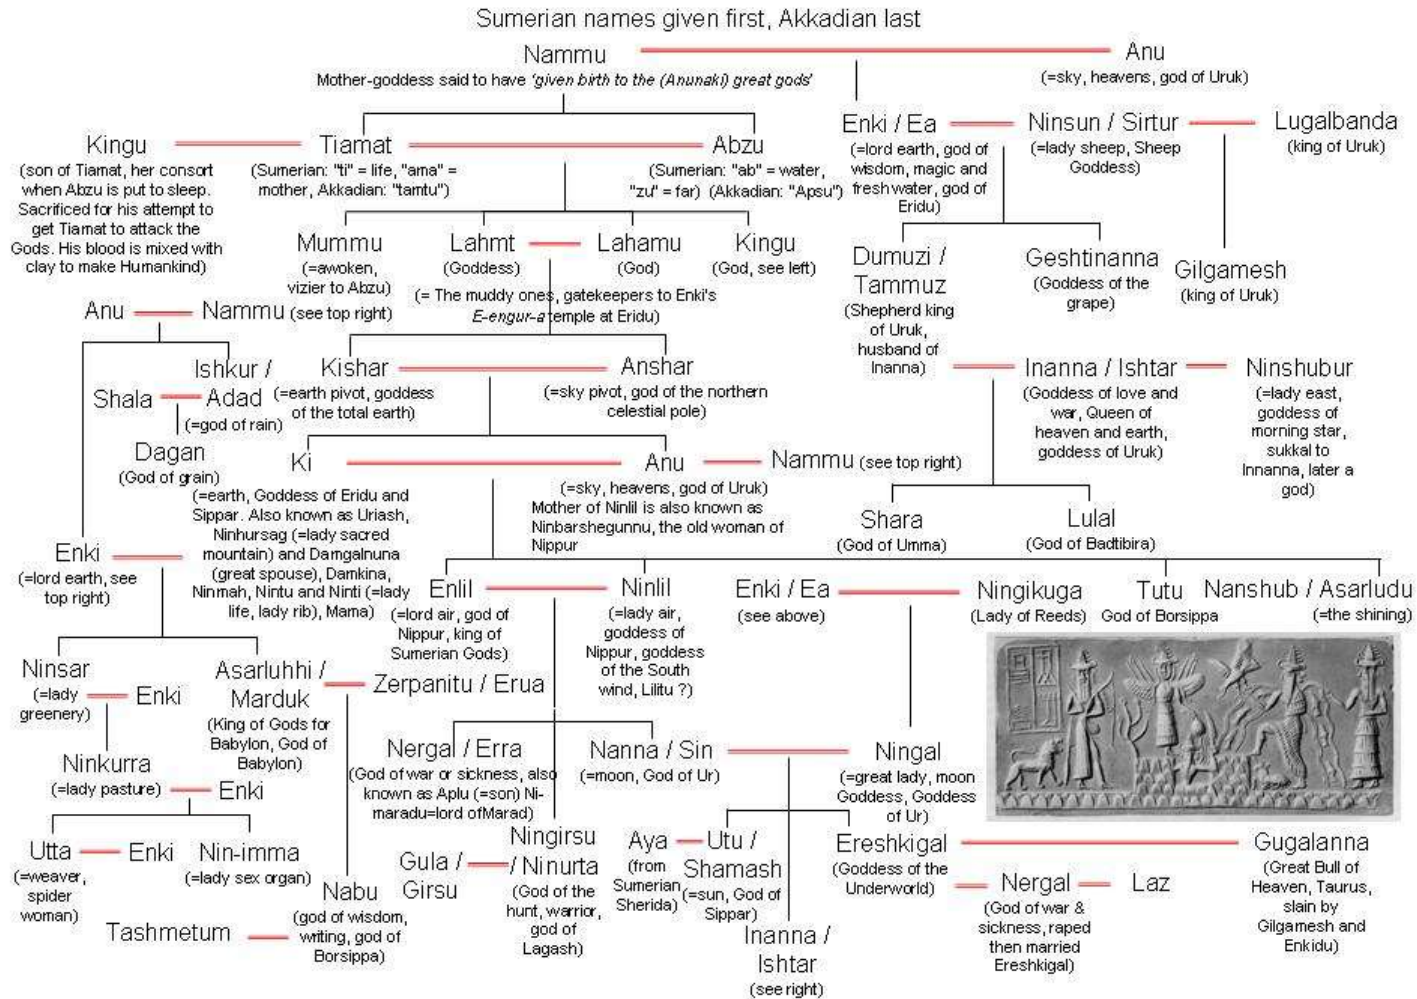 Sumerian names given first, Akkadian last
Nammu
Anu
Mother-goddess said to have 'given birth to the (Anunaki) great gods'
(=sky, heavens, god of Uruk)
Kingu
(son of Tiamat, her consort
when Abzu is put to sleep.
Sacrificed for his attempt to
get Tiamat to attack the
Gods. His blood is mixed with
clay to make Humankind)
Tiamat
(Sumerian: "ti" = life, "ama" =
mother, Akkadian: "tamtu")
Abzu
(Sumerian: "ab" = water,
"zu" = far) (Akkadian: "Apsu")
Enki / Ea
(=lord earth, god of
wisdom, magic and
fresh water, god of
Eridu)
Ninsun / Sirtur
(=lady sheep, Sheep
Goddess)
Lugalbanda
(king of Uruk)
Mummu
(=awoken,
vizier to Abzu)
Lahmt
(Goddess)
Lahamu
(God)
Kingu
(God, see left)
(= The muddy ones, gatekeepers to Enki's
E-engur-a temple at Eridu)
Dumuzi /
Tammuz
(Shepherd king
of Uruk,
husband of
Inanna)
Geshtinanna
(Goddess of the
grape)
Gilgamesh
(king of Uruk)
Anu
Nammu (see top right)
Ishkur /
Adad
(=god of rain)
Shala
Dagan
(God of grain)
Kishar
(=earth pivot, goddess
of the total earth)
Anshar
(=sky pivot, god of the northern
celestial pole)
Inanna / Ishtar
(Goddess of love and
war, Queen of
heaven and earth,
goddess of Uruk)
Ninshubur
(=lady east,
goddess of
morning star,
sukkal to
Innanna, later a
god)
Ki
(=earth, Goddess of Eridu and
Sippar. Also known as Uriash,
Ninhursag (=lady sacred
mountain) and Damgalnuna
(great spouse), Damkina,
Ninmah, Nintu and Ninti (=lady
life, lady rib), Mama)
Anu
(=sky, heavens, god of Uruk)
Mother of Ninlil is also known as
Ninbarshegunnu, the old woman of
Nippur
Nammu (see top right)
Shara
(God of Umma)
Lulal
(God of Badtibira)
Enki
(=lord earth, see
top right)
Enlil
(=lord air, god of
Nippur, king of
Sumerian Gods)
Ninlil
(=lady air,
goddess of
Nippur, goddess
of the South
wind, Lilitu ?)
Enki / Ea
(see above)
Ningikuga
(Lady of Reeds)
Tutu
God of Borsippa
Nanshub / Asarludu
(=the shining)
Ninsar
(=lady
greenery)
Enki
Asarluhhi /
Marduk
(King of Gods for
Babylon, God of
Babylon)
Zerpanitu / Erua
Ninkurra
(=lady pasture)
Enki
Nergal / Erra
(God of war or sickness, also
known as Aplu (=son) Ni-
maradu=lord of Marad)
Nanna / Sin
(=moon, God of Ur)
Ningal
(=great lady, moon
Goddess, Goddess
of Ur)
Utta
(=weaver,
spider
woman)
Enki
Nin-imma
(=lady sex organ)
Nabu
(god of wisdom,
writing, god of
Borsippa)
Tashmetum
Gula /
Girsu
Ningirsu
/ Ninurta
(God of the
hunt, warrior,
god of
Lagash)
Aya
(from
Sumerian
Sherida)
Utu /
Shamash
(=sun, God of
Sippar)
Inanna /
Ishtar
(see right)
Ereshkigal
(Goddess of the
Underworld)
Nergal
(God of war &
sickness, raped
then married
Ereshkigal)
Laz
Gugalanna
(Great Bull of
Heaven, Taurus,
slain by
Gilgamesh and
Enkidu)